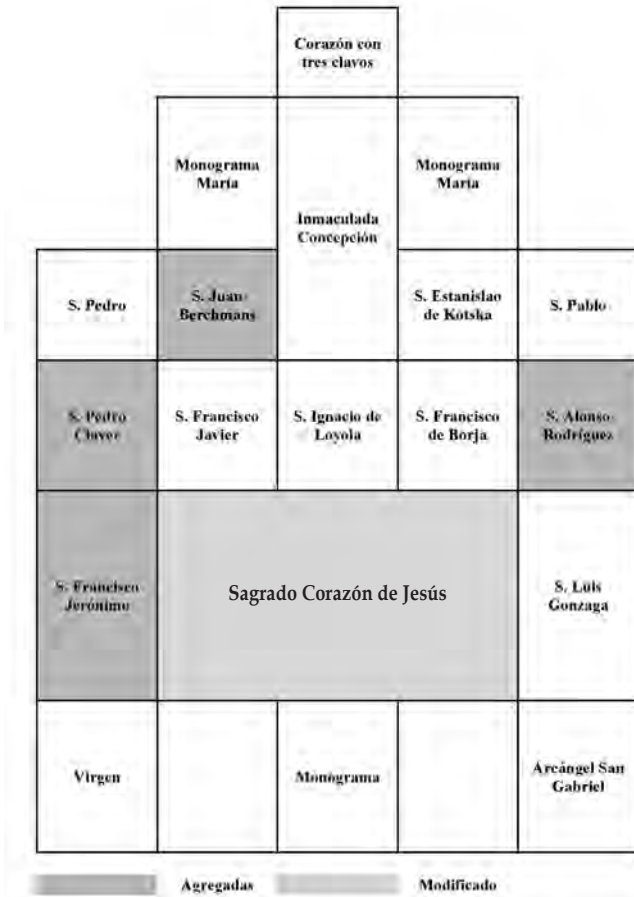 Corazón con
tres clavos
Monograma
María
Monograma
María
Inmaculada
Concepción
S. Pedro
S. Juan
Berchmans
S. Estanislao
de Kotska
S. Pablo
S. Pedro
Claver
S. Francisco
Javier
S. Ignacio de
Loyola
S. Francisco
de Borja
S. Alonso
Rodríguez
S. Francisco
Jerónimo
Sagrado Corazón de Jesús
S. Luis
Gonzaga
Virgen
Monograma
Arcángel San
Gabriel
Agregadas
Modificado